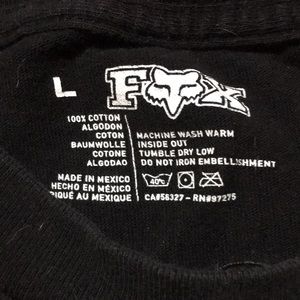 L FOX
100% COTTON
ALGODON
COTON MACHINE WASH WARM
BAUMWOLLE INSIDE OUT
COTONE TUMBLE DRY LOW
ALGODAO DO NOT IRON EMBELLISHMENT
MADE IN MEXICO 40°C
HECHO EN MÉXICO
RIQUÉ AU MEXIQUE CA#56327-RN#97275